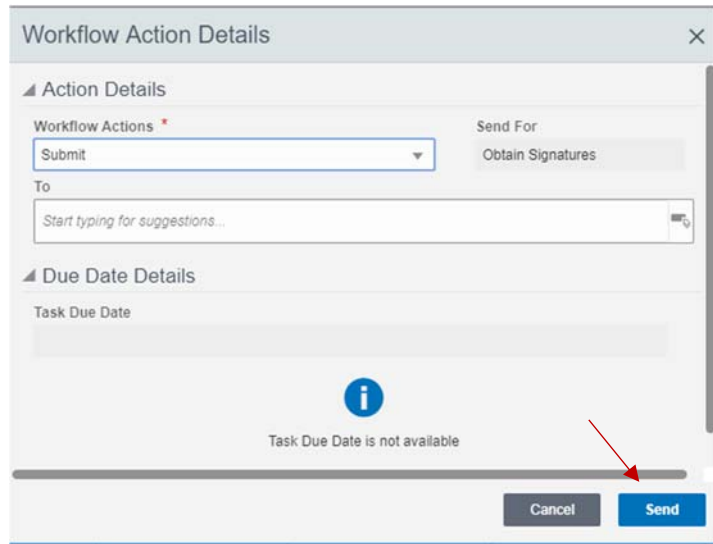 Workflow Action Details
Action Details
Workflow Actions *
Send For
Submit
Obtain Signatures
To
Start typing for suggestions...
Due Date Details
Task Due Date
Task Due Date is not available
Cancel
Send